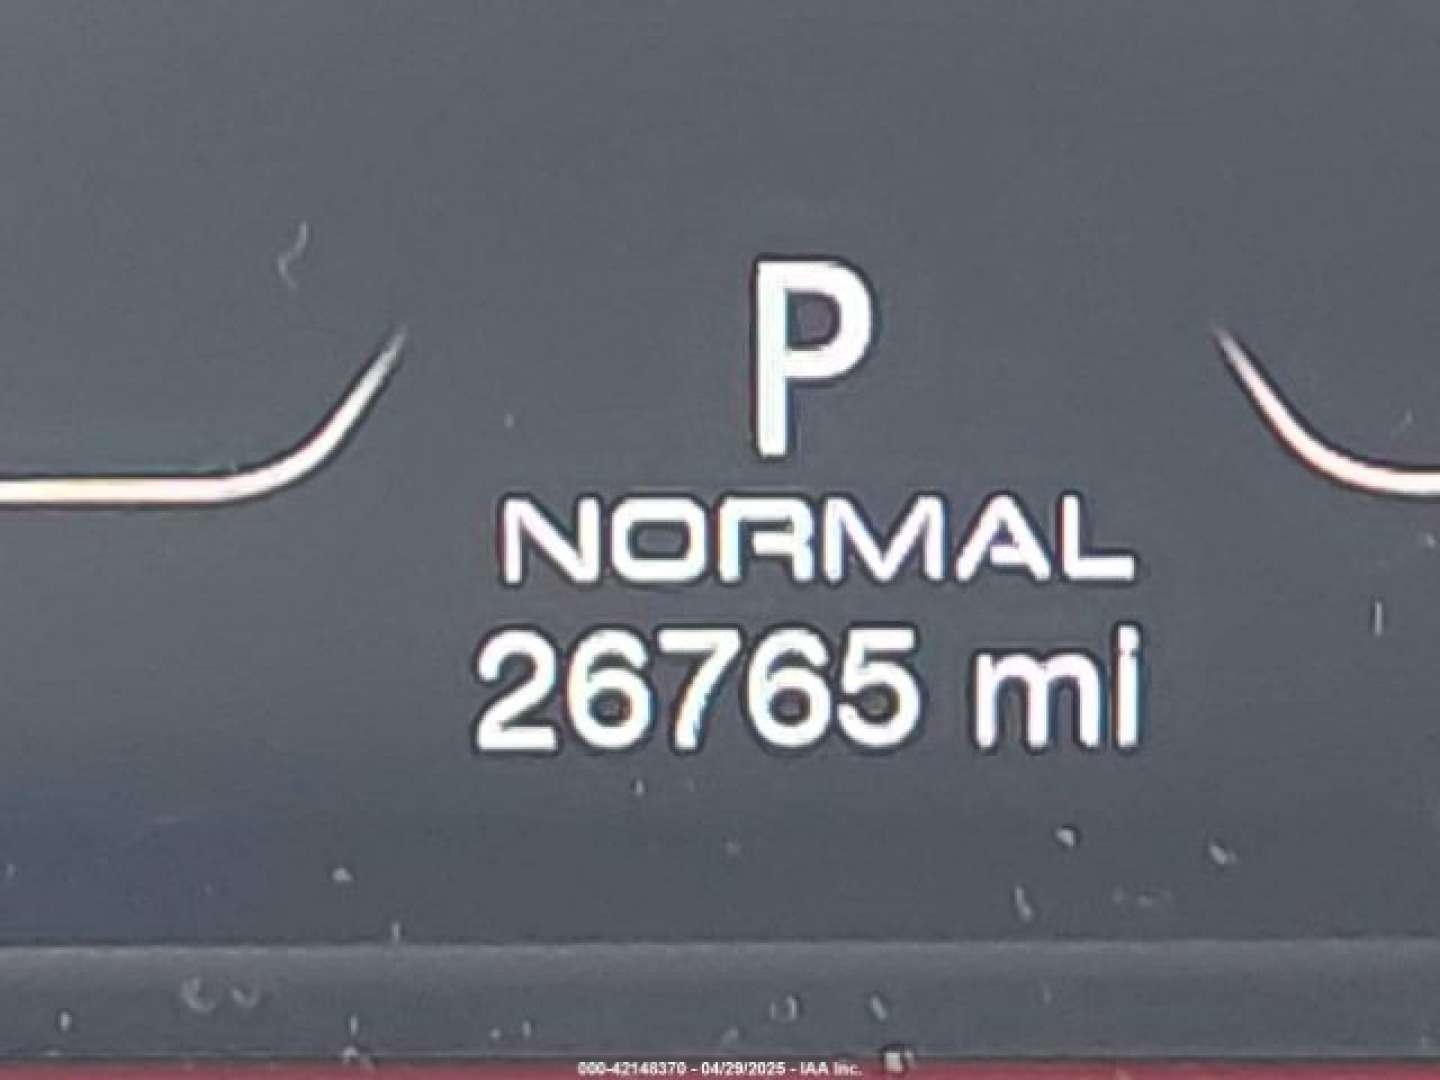 P
NORMAL
26765 mi
000-42148370 - 04/29/2025 - IAA Inc.